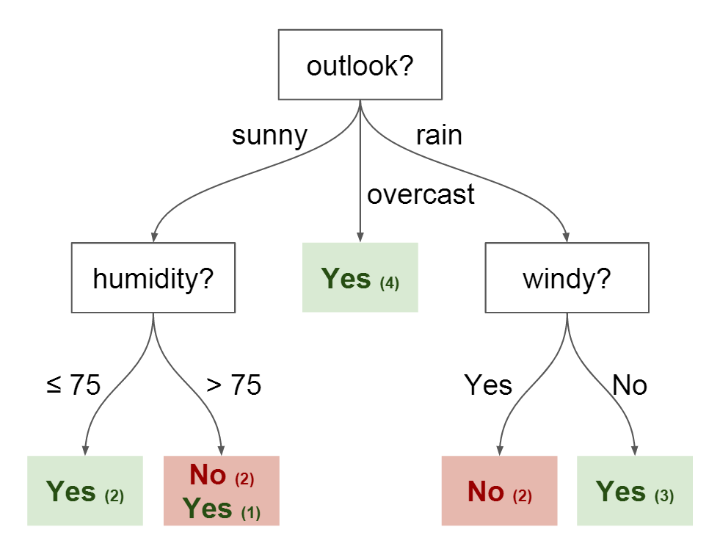 outlook?
sunny
rain
overcast
humidity?
Yes (4)
windy?
≤ 75
> 75
Yes
No
Yes (2)
No (2)
Yes (1)
No (2)
Yes (3)